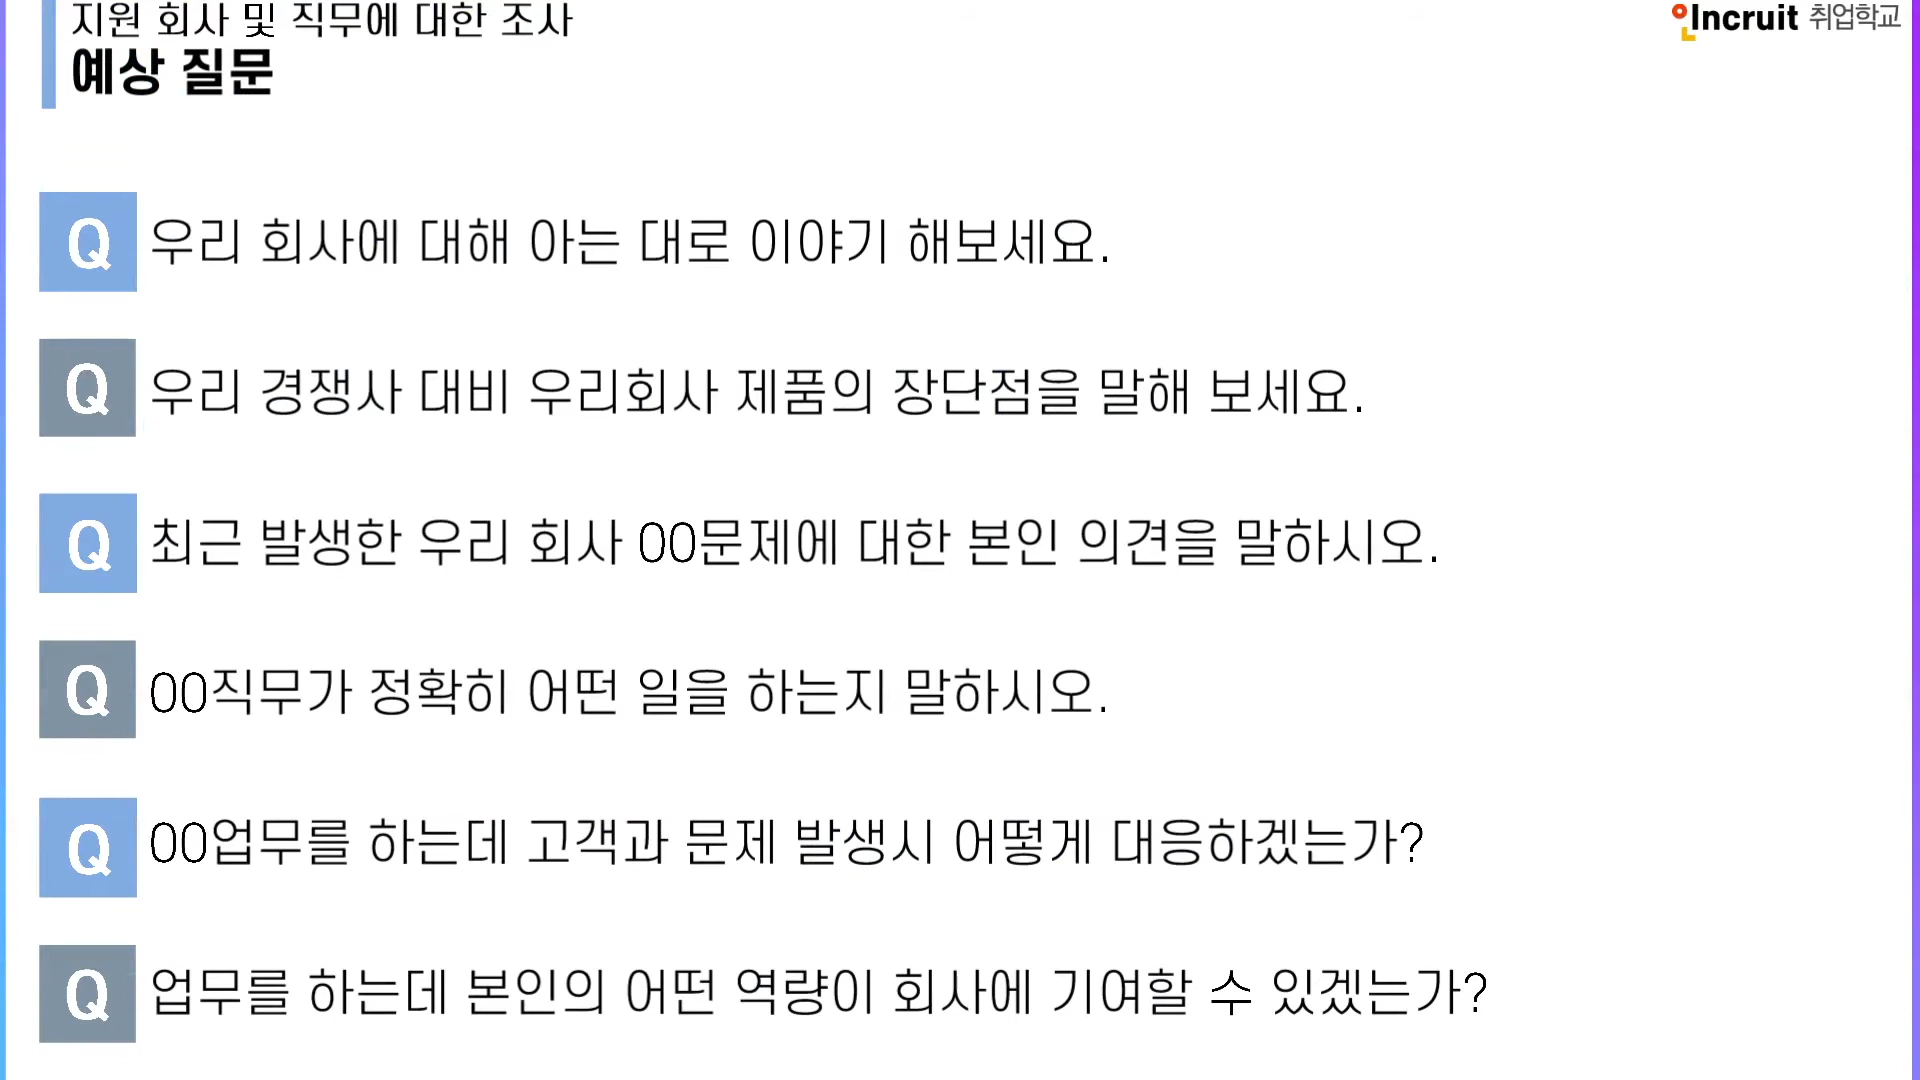 지원 회사 및 직무에 대한 조사
예상 질문
Incruit 취업학교
Q 우리 회사에 대해 아는 대로 이야기 해보세요.
Q 우리 경쟁사 대비 우리회사 제품의 장단점을 말해 보세요.
Q 최근 발생한 우리 회사 00문제에 대한 본인 의견을 말하시오.
Q 00직무가 정확히 어떤 일을 하는지 말하시오.
Q 00업무를 하는데 고객과 문제 발생시 어떻게 대응하겠는가?
Q 업무를 하는데 본인의 어떤 역량이 회사에 기여할 수 있겠는가?